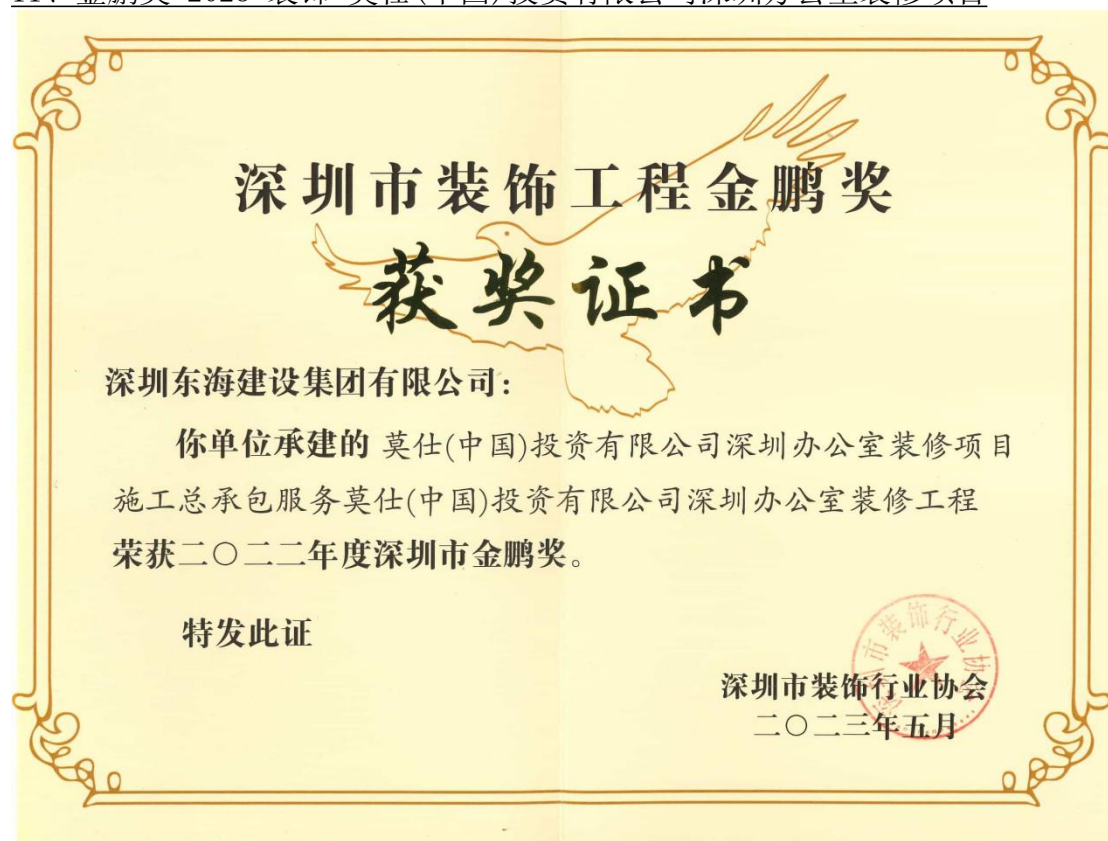 深圳市装饰工程金鹏奖
获奖证书
深圳东海建设集团有限公司：
你单位承建的 莫仕(中国)投资有限公司深圳办公室装修项目
施工总承包服务莫仕(中国)投资有限公司深圳办公室装修工程
荣获二〇二二年度深圳市金鹏奖。
特发此证
深圳市装饰行业协会
二〇二三年五月